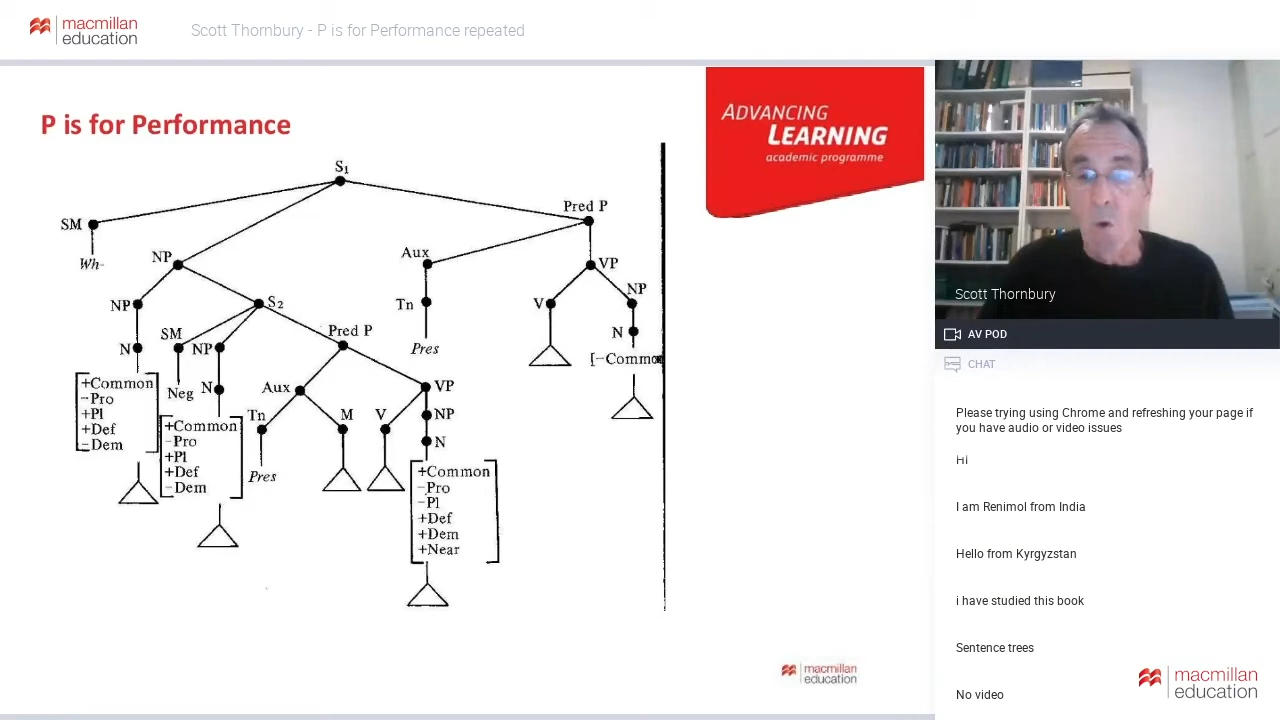 macmillan
education
Scott Thornbury - P is for Performance repeated
P is for Performance
ADVANCING
LEARNING
academic programme
S1
SM
Pred P
Wh-
NP
Aux
VP
NP
S2
Tn
V
NP
N
SM
NP
Pred P
Pres
N
[-Common
+Common
-Pro
+Pl
+Def
-Dem
Neg
N
Aux
VP
+Common
-Pro
+Pl
+Def
-Dem
Tn
M
V
NP
N
Pres
+Common
-Pro
-Pl
+Def
+Dem
+Near
macmillan
education
Scott Thornbury
AV POD
CHAT
Please trying using Chrome and refreshing your page if
you have audio or video issues
Hi
I am Renimol from India
Hello from Kyrgyzstan
i have studied this book
Sentence trees
No video
macmillan
education